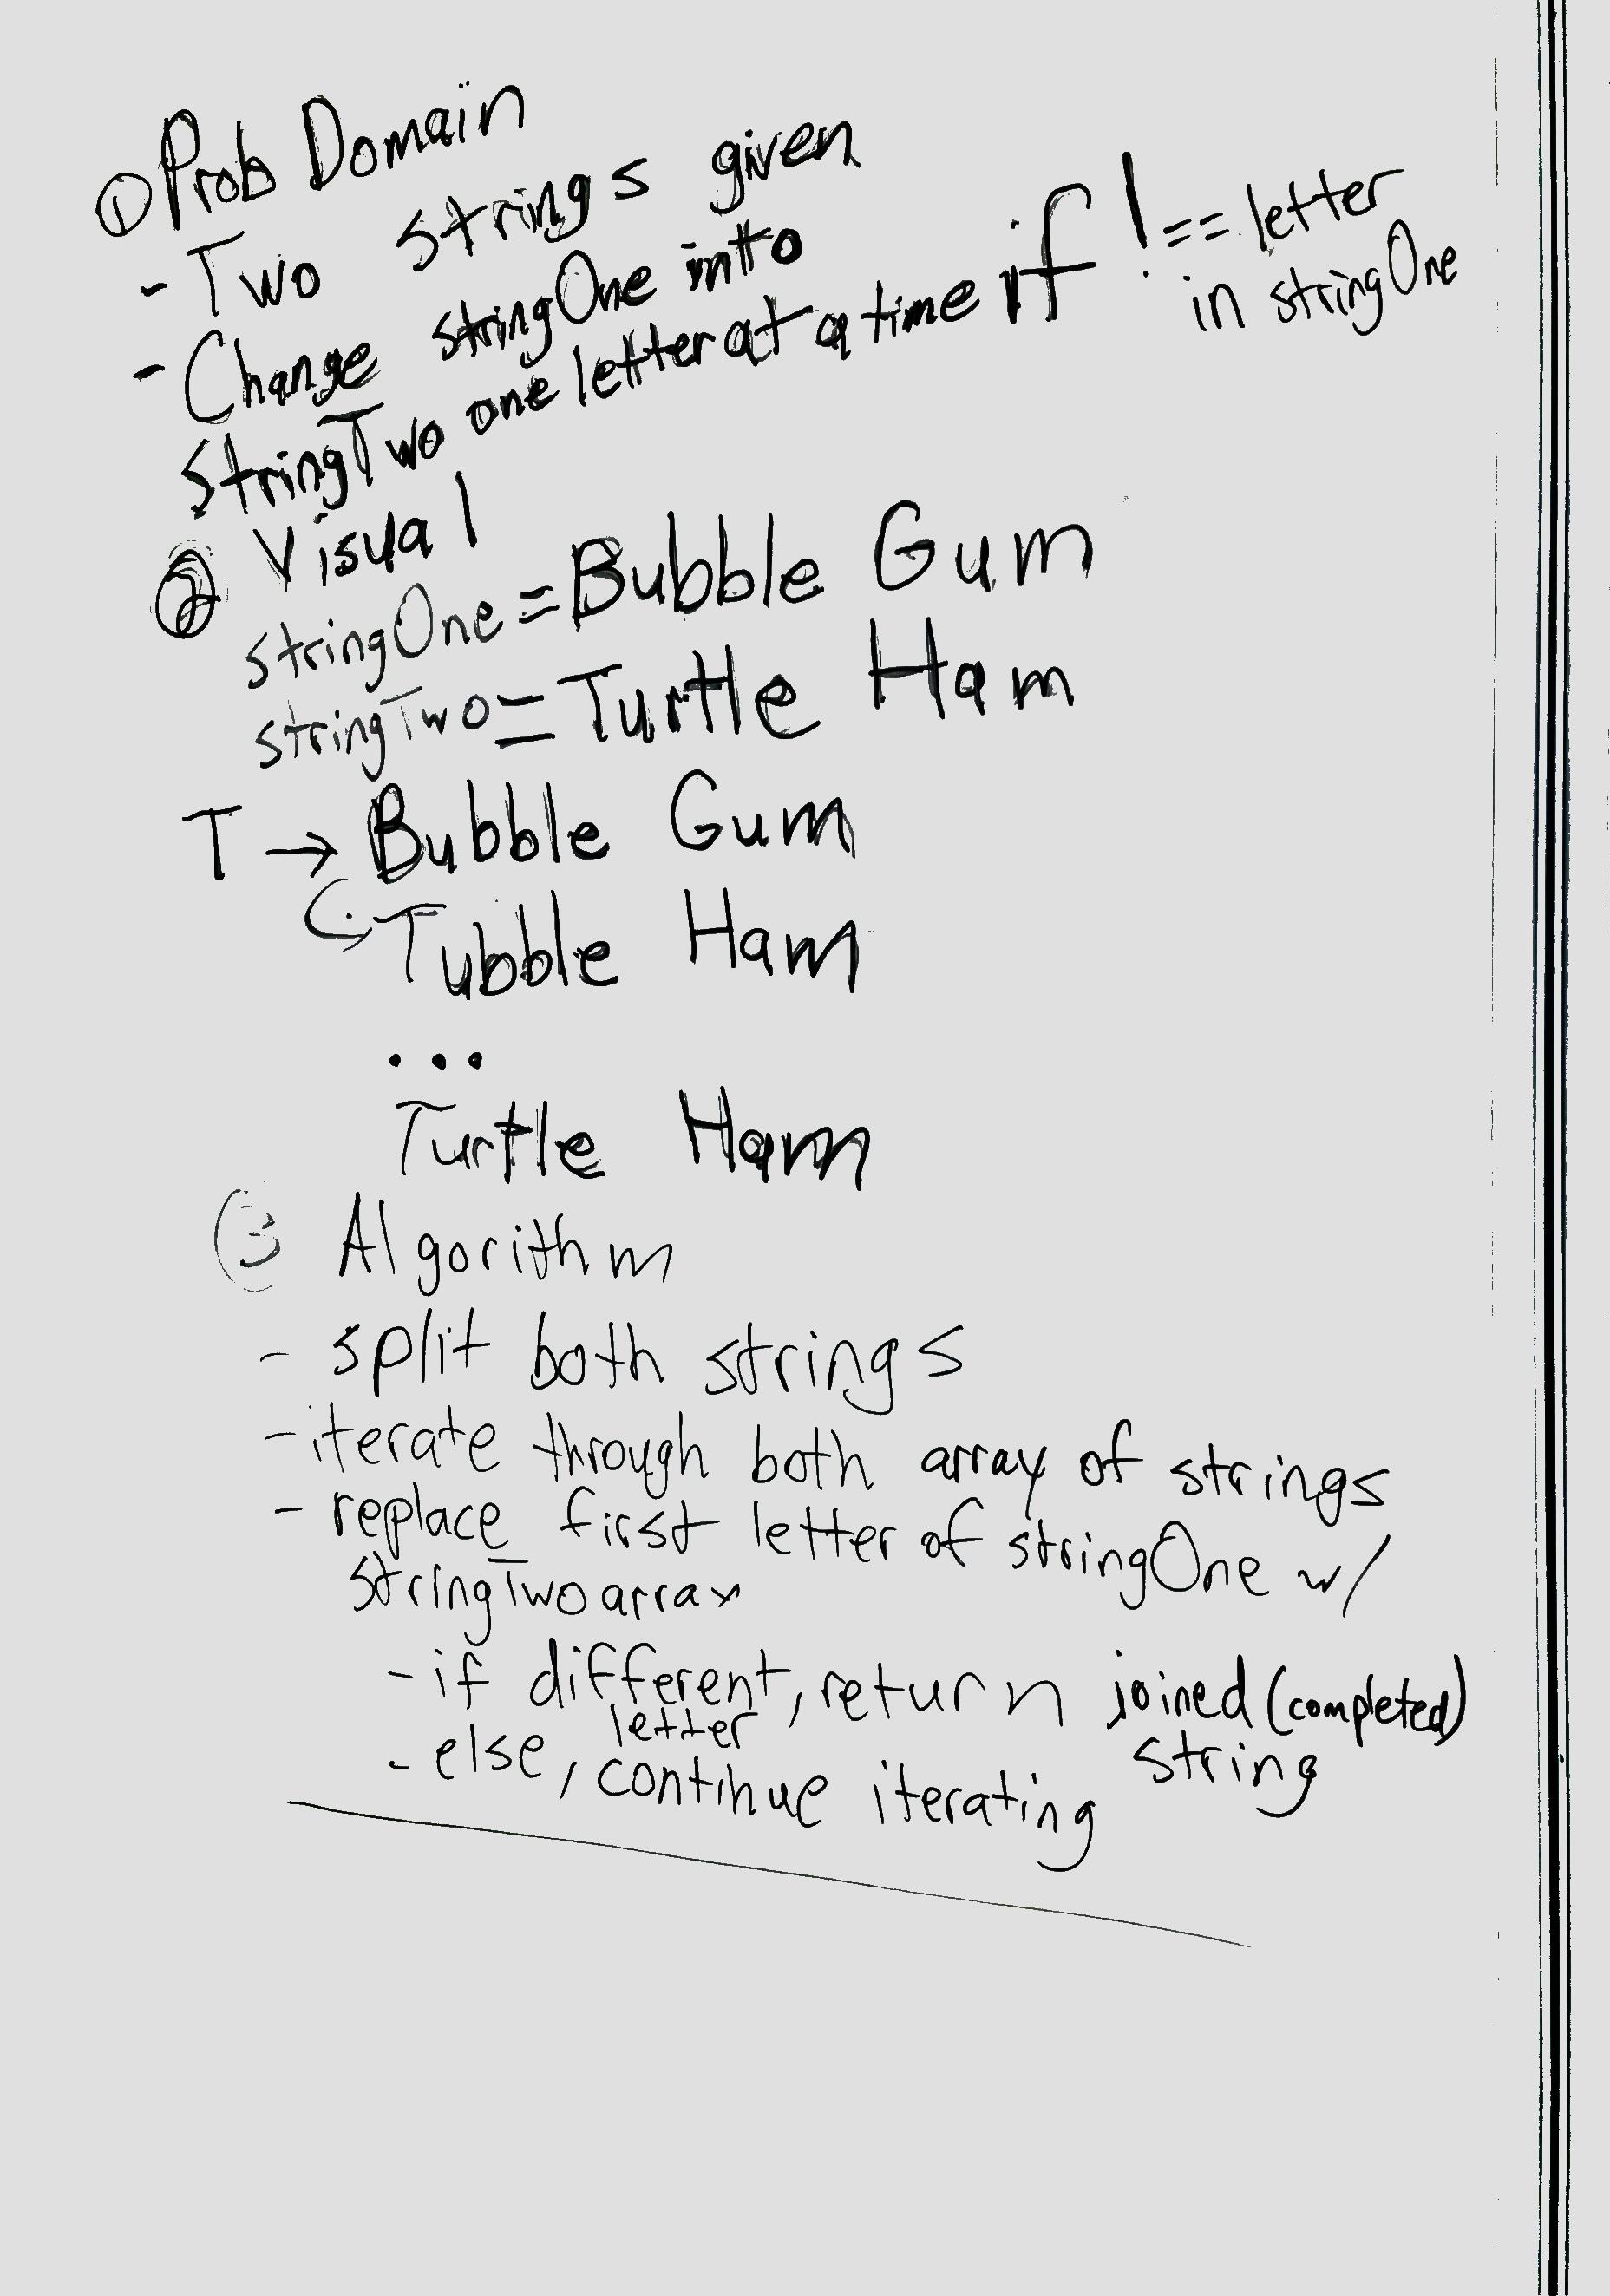 ① Prob Domain
- Two strings given
- Change stringOne into
stringTwo one letter at a time if !== letter
in stringOne
② Visual
stringOne = Bubble Gum
stringTwo = Turtle Ham
T → Bubble Gum
Tubble Ham
...
Turtle Ham
③ Algorithm
- split both strings
- iterate through both array of strings
- replace first letter of stringOne w/
stringTwo array
- if different, return joined (completed)
string
- else, letter continue iterating